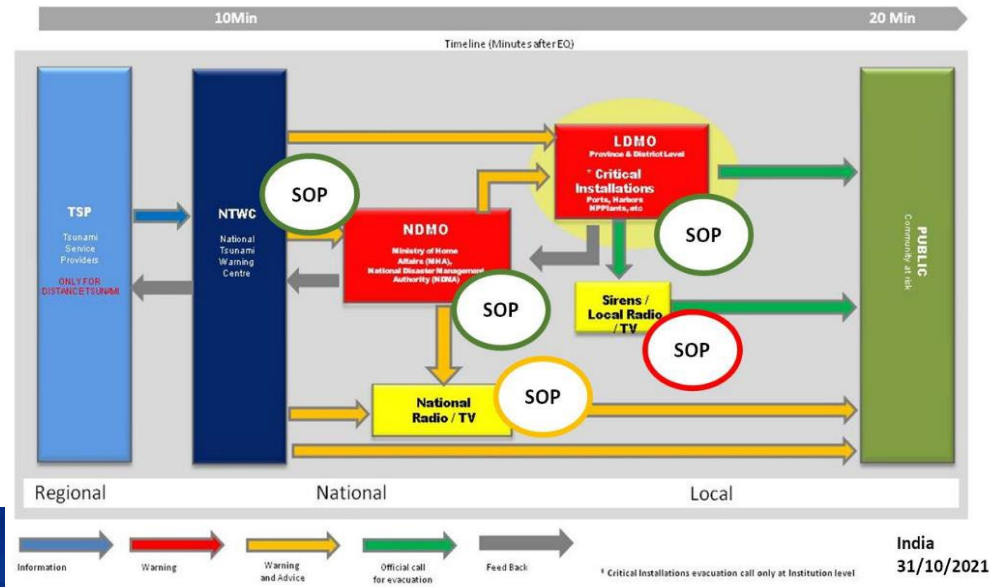 10Min
20 Min
Timeline (Minutes after EQ)
TSP
Tsunami
Service
Providers
ONLY FOR
DISTANCE TSUNAMI
NTWC
National
Tsunami
Warning
Centre
SOP
NDMO
Ministry of Home
Affairs (MHA),
National Disaster Management
Authority (NDMA)
SOP
LDMO
Province & District Level
* Critical
Installations
Ports, Harbors
NPPlants, etc
SOP
Sirens /
Local Radio
/ TV
SOP
National
Radio / TV
SOP
PUBLIC
Community at risk
Regional
National
Local
Information
Warning
Warning
and Advice
Official call
for evacuation
Feed Back
* Critical Installations evacuation call only at Institution level
India
31/10/2021